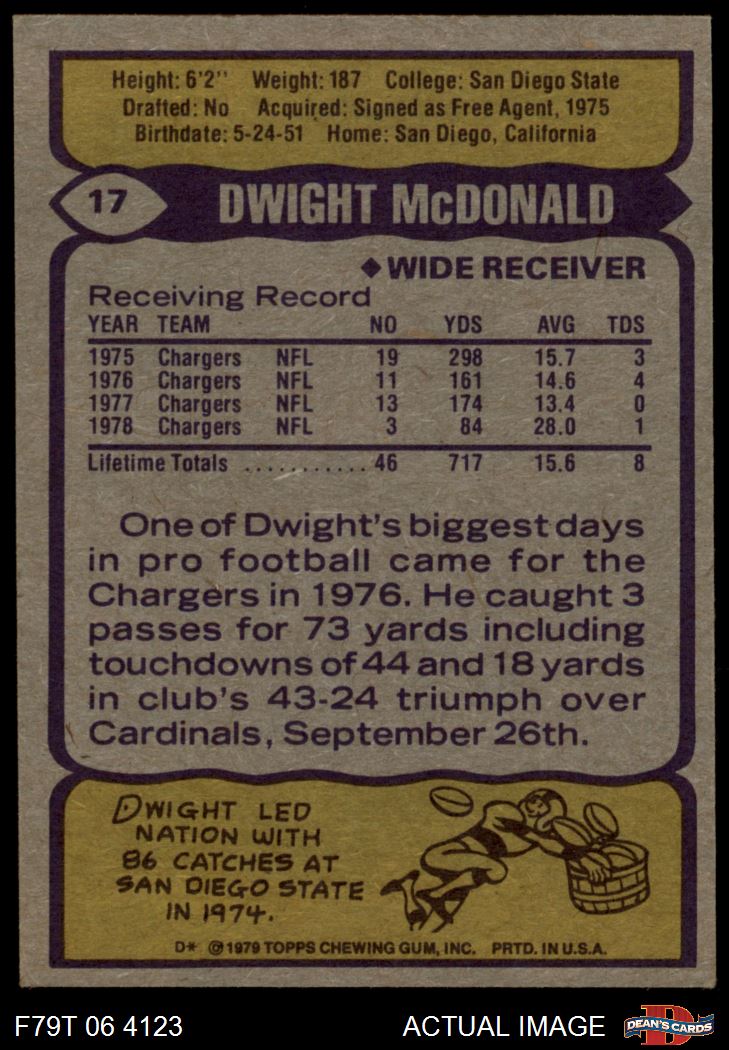 Height: 6'2'' Weight: 187 College: San Diego State
Drafted: No Acquired: Signed as Free Agent, 1975
Birthdate: 5-24-51 Home: San Diego, California
17 DWIGHT McDONALD
◆ WIDE RECEIVER
Receiving Record
YEAR TEAM NO YDS AVG TDS
1975 Chargers NFL 19 298 15.7 3
1976 Chargers NFL 11 161 14.6 4
1977 Chargers NFL 13 174 13.4 0
1978 Chargers NFL 3 84 28.0 1
Lifetime Totals ........... 46 717 15.6 8
One of Dwight's biggest days
in pro football came for the
Chargers in 1976. He caught 3
passes for 73 yards including
touchdowns of 44 and 18 yards
in club's 43-24 triumph over
Cardinals, September 26th.
DWIGHT LED
NATION WITH
86 CATCHES AT
SAN DIEGO STATE
IN 1974.
D* © 1979 TOPPS CHEWING GUM, INC. PRTD. IN U.S.A.
F79T 06 4123 ACTUAL IMAGE D DEAN'S CARDS